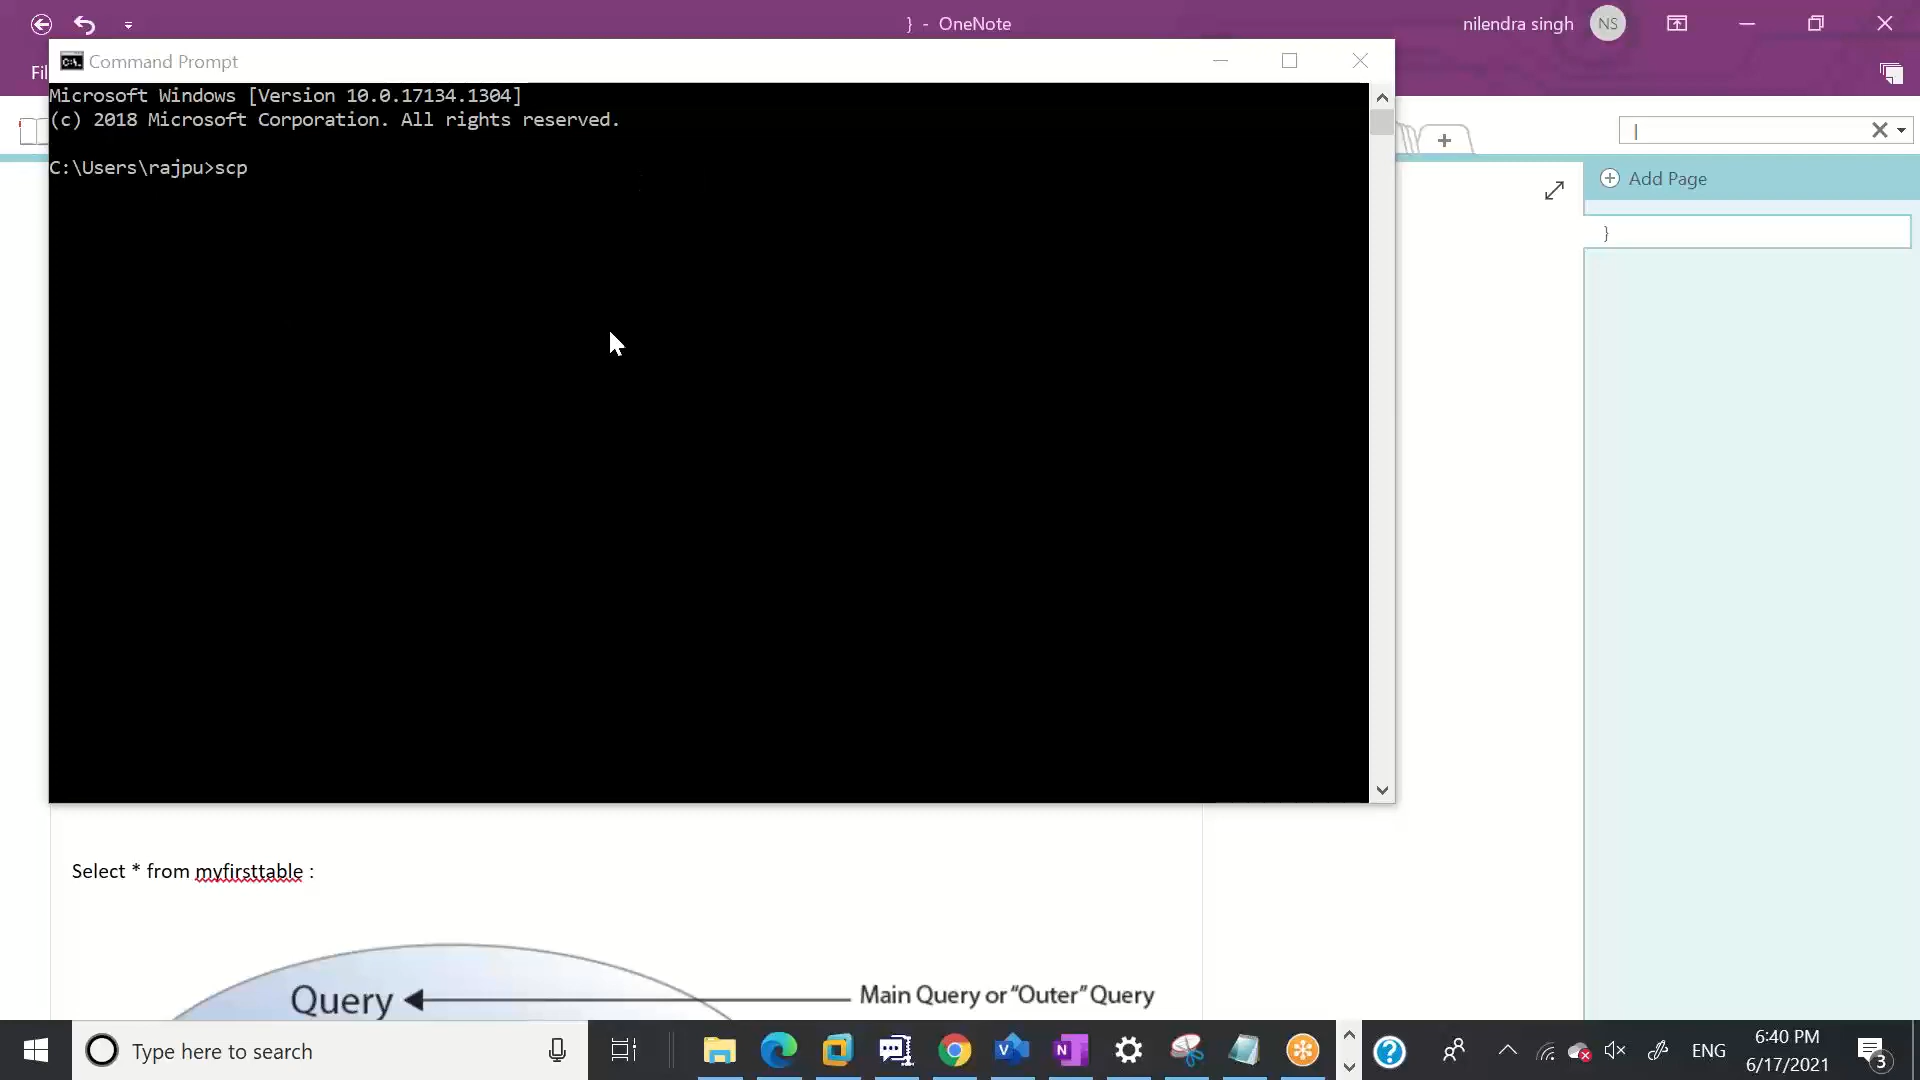 } - OneNote
nilendra singh
NS
Fil
Command Prompt
Microsoft Windows [Version 10.0.17134.1304]
(c) 2018 Microsoft Corporation. All rights reserved.
C:\Users\rajpu>scp
Add Page
}
Select * from myfirsttable :
Query
Main Query or “Outer” Query
Type here to search
ENG
6:40 PM
6/17/2021
3